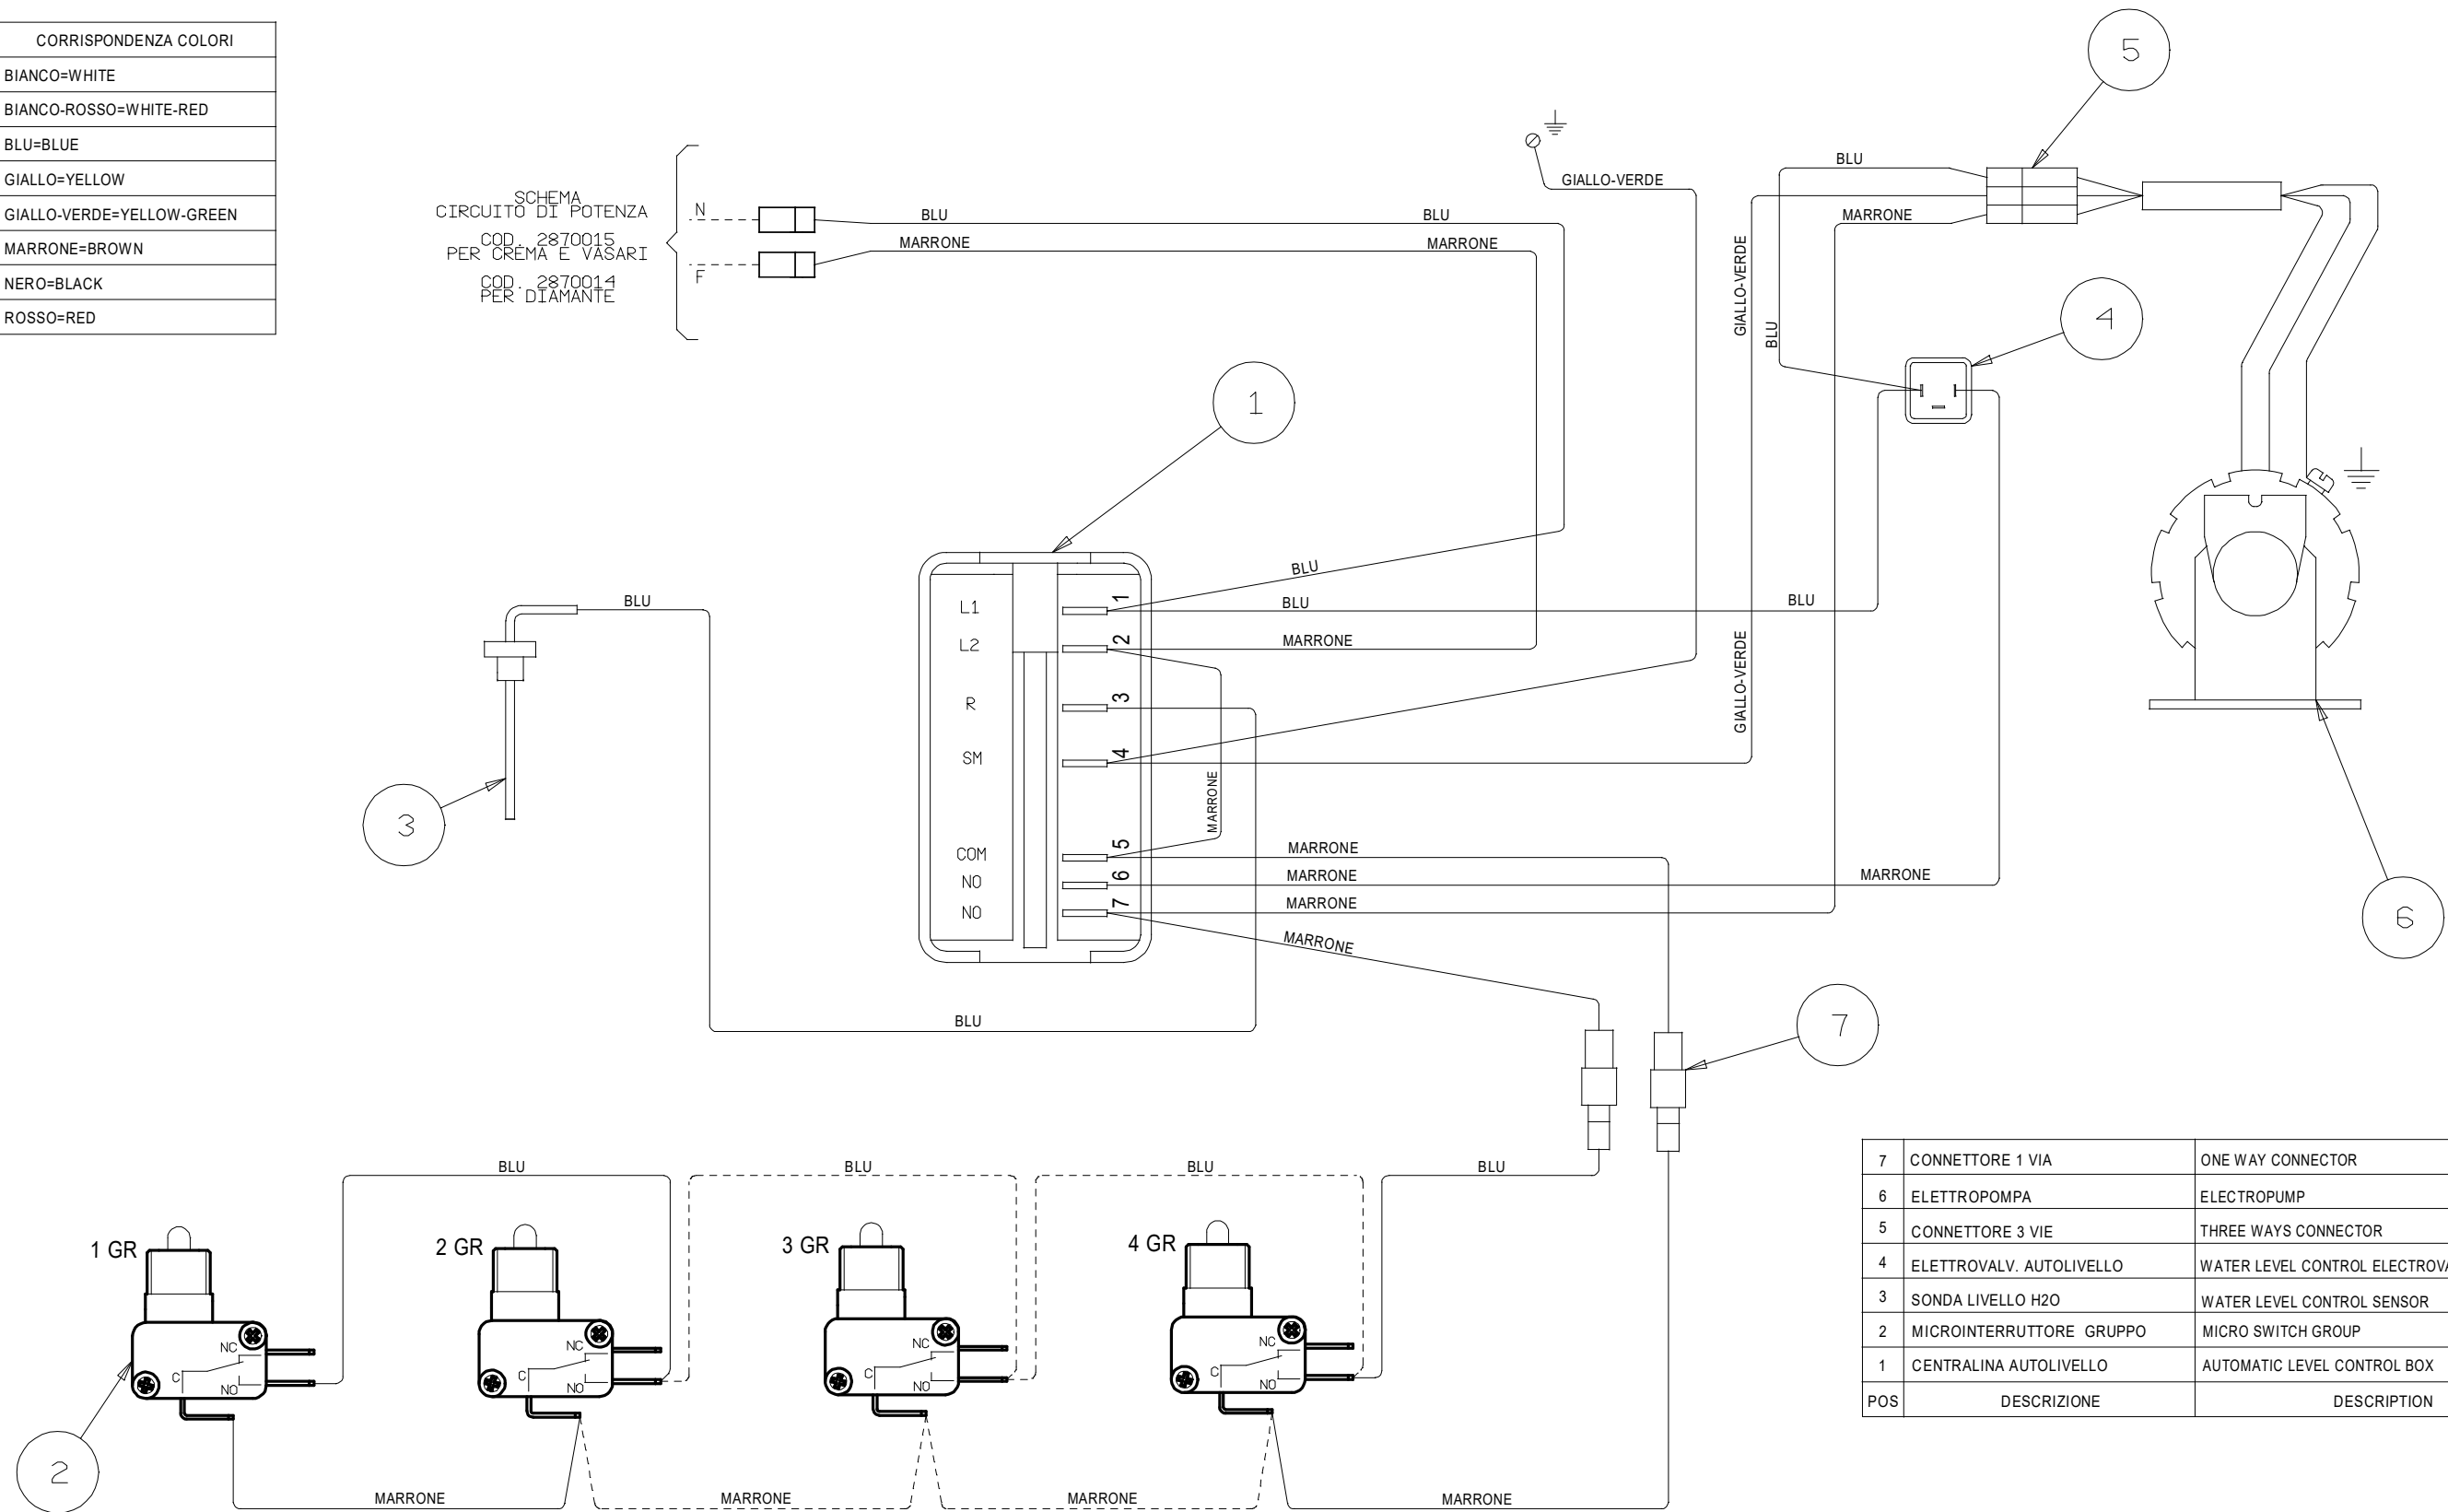 CORRISPONDENZA COLORI
BIANCO=WHITE
BIANCO-ROSSO=WHITE-RED
BLU=BLUE
GIALLO=YELLOW
GIALLO-VERDE=YELLOW-GREEN
MARRONE=BROWN
NERO=BLACK
ROSSO=RED
SCHEMA
CIRCUITO DI POTENZA
COD. 2870015
PER CREMA E VASARI
COD. 2870014
PER DIAMANTE
N
F
BLU
BLU
MARRONE
MARRONE
GIALLO-VERDE
BLU
MARRONE
5
GIALLO-VERDE
BLU
4
1
BLU
L1
1
BLU
BLU
BLU
L2
2
MARRONE
R
3
GIALLO-VERDE
SM
4
MARRONE
3
COM
5
MARRONE
NO
6
MARRONE
MARRONE
NO
7
MARRONE
MARRONE
6
BLU
7
BLU
BLU
BLU
BLU
1 GR
2 GR
3 GR
4 GR
NC
C
NO
NC
C
NO
NC
C
NO
NC
C
NO
2
MARRONE
MARRONE
MARRONE
MARRONE
7 CONNETTORE 1 VIA ONE WAY CONNECTOR
6 ELETTROPOMPA ELECTROPUMP
5 CONNETTORE 3 VIE THREE WAYS CONNECTOR
4 ELETTROVALV. AUTOLIVELLO WATER LEVEL CONTROL ELECTROVA
3 SONDA LIVELLO H2O WATER LEVEL CONTROL SENSOR
2 MICROINTERRUTTORE GRUPPO MICRO SWITCH GROUP
1 CENTRALINA AUTOLIVELLO AUTOMATIC LEVEL CONTROL BOX
POS DESCRIZIONE DESCRIPTION